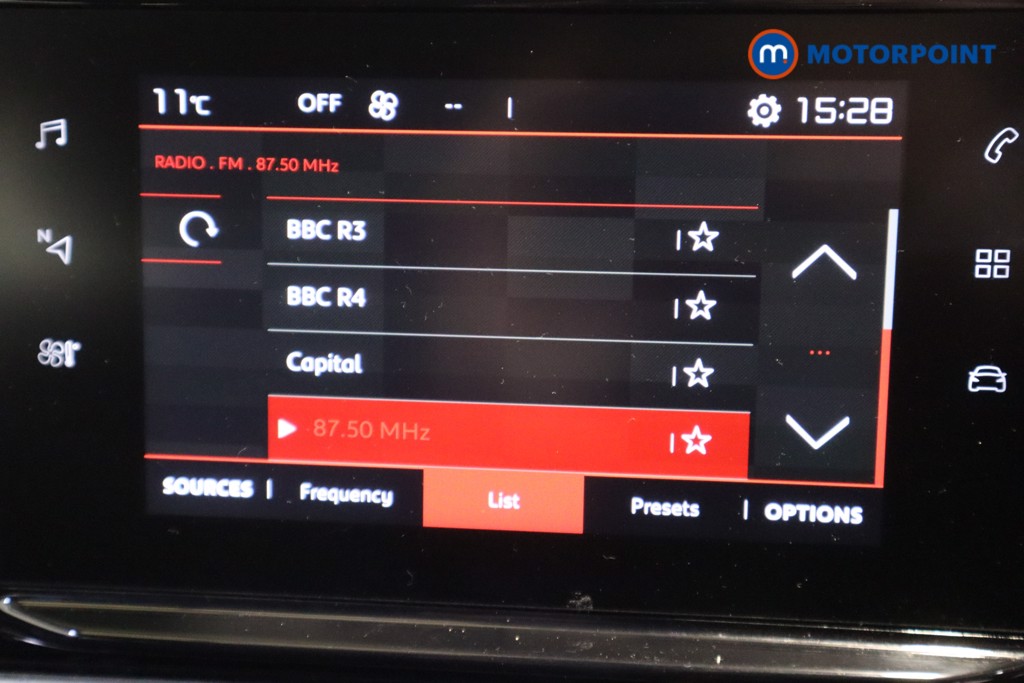 m MOTORPOINT
11°C OFF -- 15:28
RADIO . FM . 87.50 MHz
BBC R3
BBC R4
Capital
87.50 MHz
SOURCES Frequency List Presets OPTIONS
N